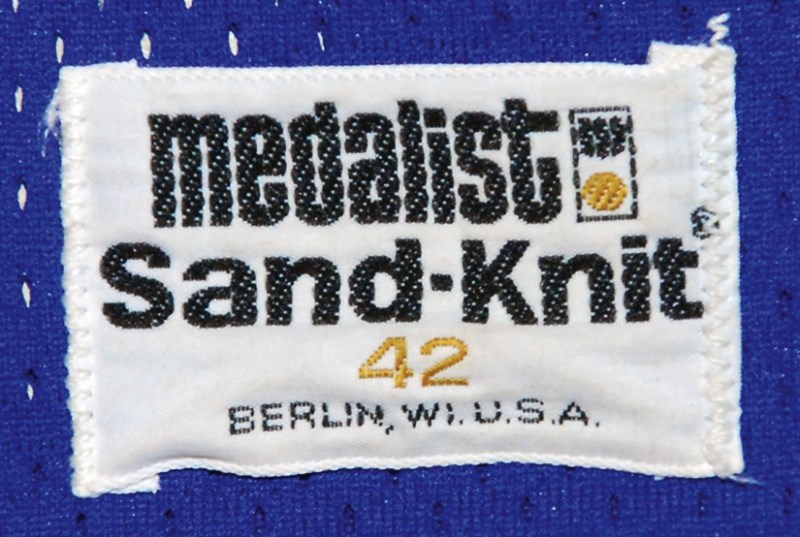 medalist
Sand-Knit®
42
BERLIN, WI. U.S.A.